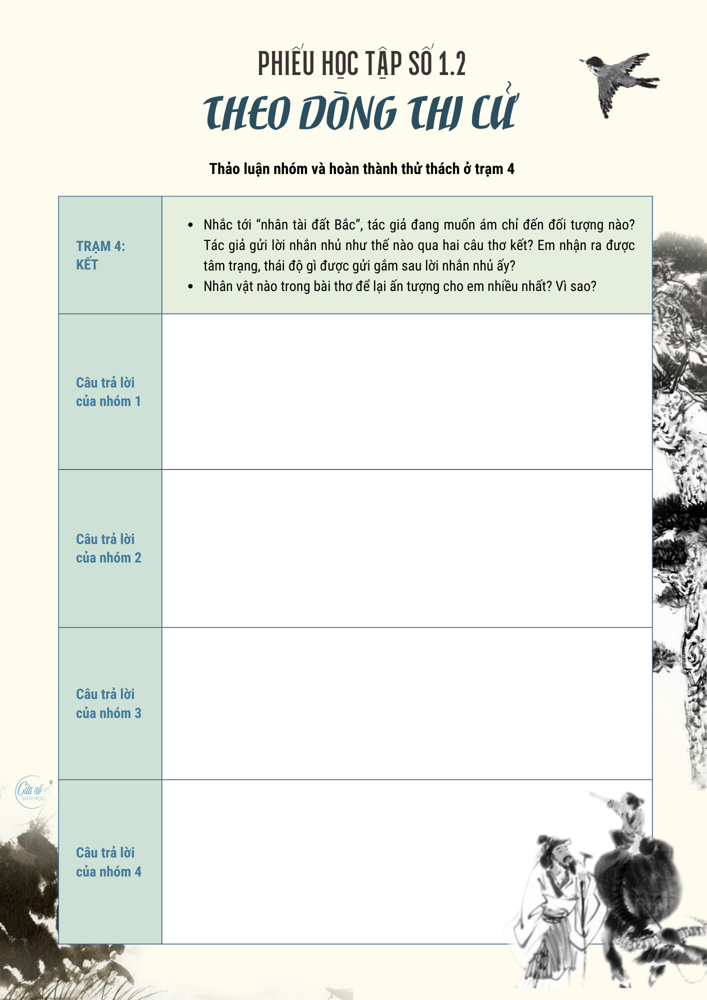 PHIẾU HỌC TẬP SỐ 1.2
THEO DÒNG THI CỬ
Thảo luận nhóm và hoàn thành thử thách ở trạm 4
TRẠM 4:
KẾT
• Nhắc tới “nhân tài đất Bắc”, tác giả đang muốn ám chỉ đến đối tượng nào?
Tác giả gửi lời nhắn nhủ như thế nào qua hai câu thơ kết? Em nhận ra được
tâm trạng, thái độ gì được gửi gắm sau lời nhắn nhủ ấy?
• Nhân vật nào trong bài thơ để lại ấn tượng cho em nhiều nhất? Vì sao?
Câu trả lời
của nhóm 1
Câu trả lời
của nhóm 2
Câu trả lời
của nhóm 3
Cửa sổ
VĂN HỌC
Câu trả lời
của nhóm 4